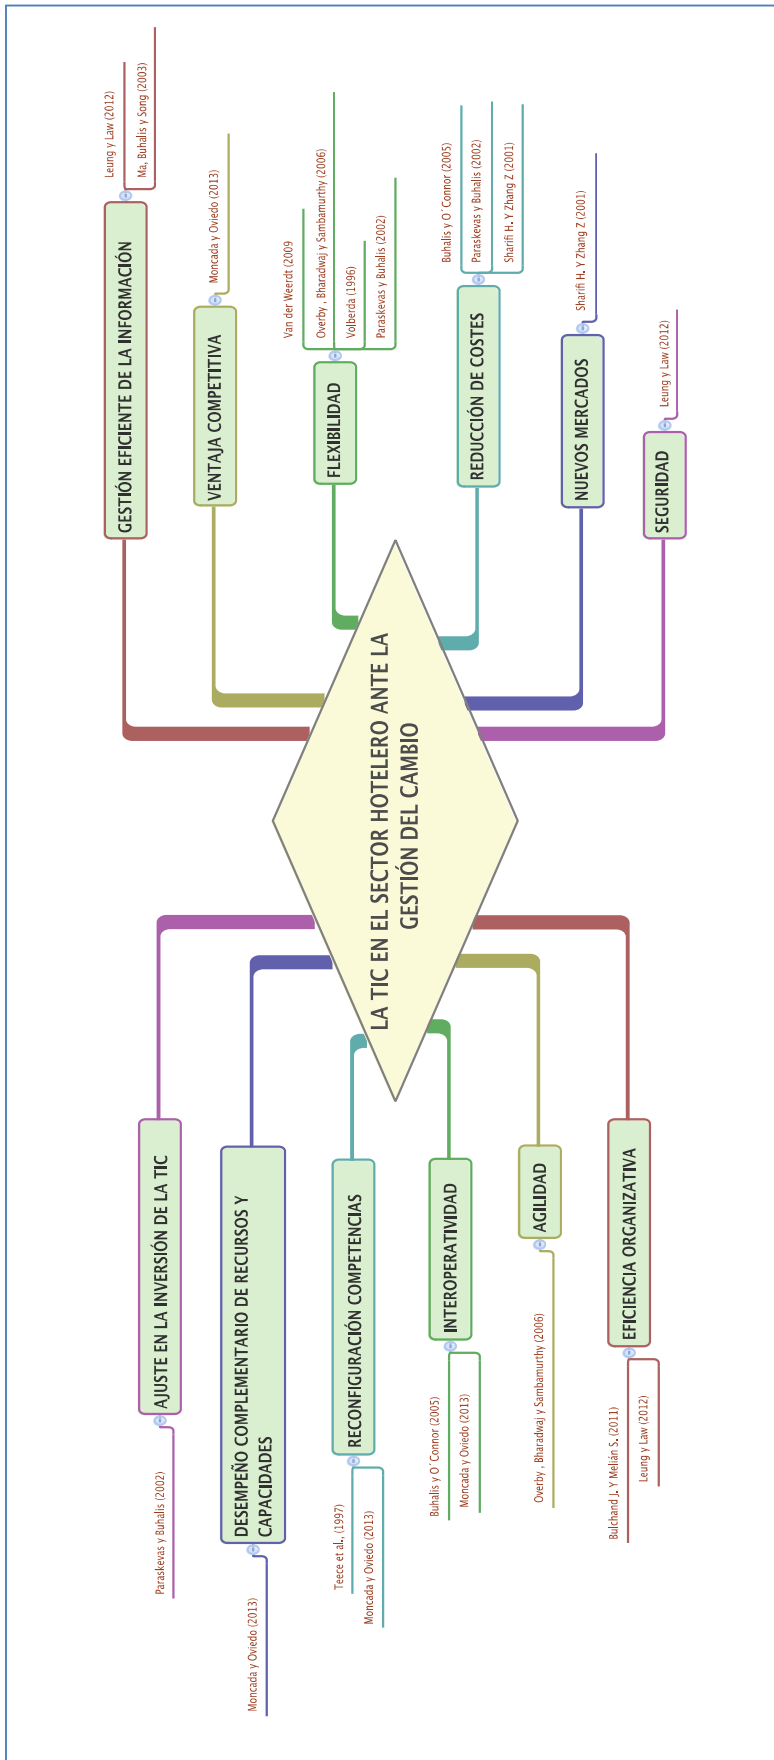 LA TIC EN EL SECTOR HOTELERO ANTE LA
GESTIÓN DEL CAMBIO
GESTIÓN EFICIENTE DE LA INFORMACIÓN
Leung y Law (2012)
Ma, Buhalis y Song (2003)
VENTAJA COMPETITIVA
Moncada y Oviedo (2013)
FLEXIBILIDAD
Van der Weerdt (2009
Overby , Bharadwaj y Sambamurthy (2006)
Volberda (1996)
Paraskevas y Buhalis (2002)
REDUCCIÓN DE COSTES
Buhalis y O´Connor (2005)
Paraskevas y Buhalis (2002)
Sharifi H. Y Zhang Z (2001)
NUEVOS MERCADOS
Sharifi H. Y Zhang Z (2001)
SEGURIDAD
Leung y Law (2012)
AJUSTE EN LA INVERSIÓN DE LA TIC
Paraskevas y Buhalis (2002)
DESEMPEÑO COMPLEMENTARIO DE RECURSOS Y
CAPACIDADES
Moncada y Oviedo (2013)
RECONFIGURACIÓN COMPETENCIAS
Teece et al., (1997)
Moncada y Oviedo (2013)
INTEROPERATIVIDAD
Buhalis y O´Connor (2005)
Moncada y Oviedo (2013)
AGILIDAD
Overby , Bharadwaj y Sambamurthy (2006)
EFICIENCIA ORGANIZATIVA
Bulchand J. Y Melián S. (2011)
Leung y Law (2012)